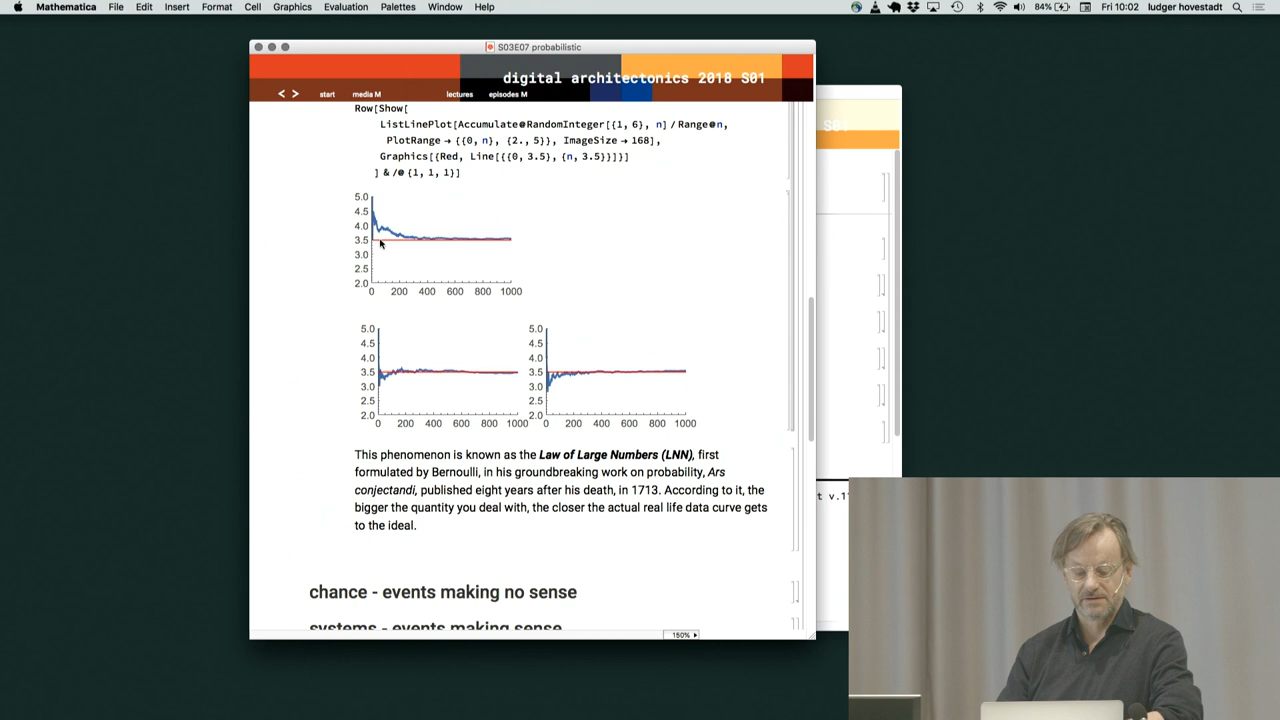 Mathematica File Edit Insert Format Cell Graphics Evaluation Palettes Window Help 84% Fri 10:02 ludger hovestadt
S03E07 probabilistic
digital architectonics 2018 S01
< > start media M lectures episodes M
Row[Show[
ListLinePlot[Accumulate@RandomInteger[{1, 6}, n] / Range@n,
PlotRange → {{0, n}, {2., 5}}, ImageSize → 168],
Graphics[{Red, Line[{{0, 3.5}, {n, 3.5}}]}]
] & /@ {1, 1, 1}]
5.0
4.5
4.0
3.5
3.0
2.5
2.0
0 200 400 600 800 1000
5.0 5.0
4.5 4.5
4.0 4.0
3.5 3.5
3.0 3.0
2.5 2.5
2.0 2.0
0 200 400 600 800 1000 0 200 400 600 800 1000
This phenomenon is known as the Law of Large Numbers (LNN), first
formulated by Bernoulli, in his groundbreaking work on probability, Ars
conjectandi, published eight years after his death, in 1713. According to it, the
bigger the quantity you deal with, the closer the actual real life data curve gets
to the ideal.
chance - events making no sense
systems - events making sense
150%